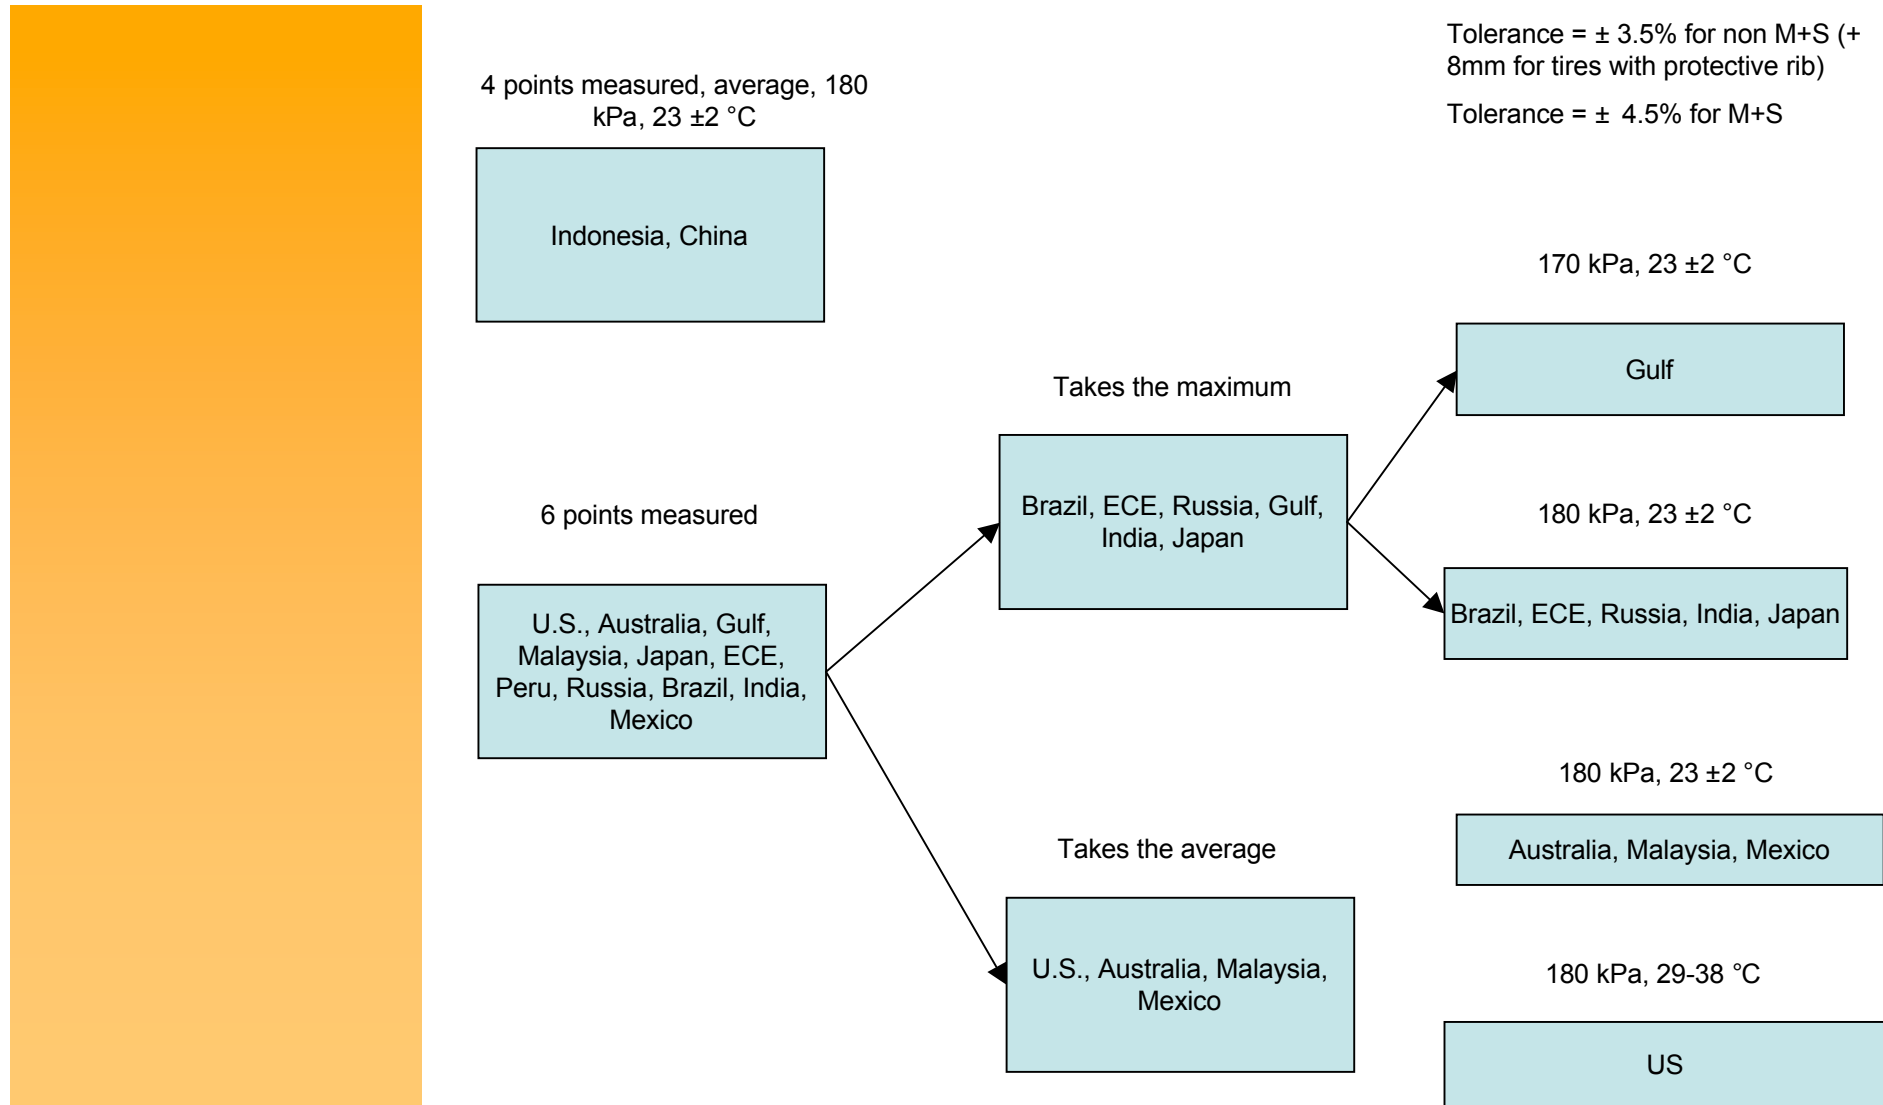 Tolerance = ± 3.5% for non M+S (+
8mm for tires with protective rib)
Tolerance = ± 4.5% for M+S
4 points measured, average, 180
kPa, 23 ±2 °C
Indonesia, China
170 kPa, 23 ±2 °C
Gulf
Takes the maximum
Brazil, ECE, Russia, Gulf,
India, Japan
6 points measured
180 kPa, 23 ±2 °C
Brazil, ECE, Russia, India, Japan
U.S., Australia, Gulf,
Malaysia, Japan, ECE,
Peru, Russia, Brazil, India,
Mexico
180 kPa, 23 ±2 °C
Australia, Malaysia, Mexico
Takes the average
U.S., Australia, Malaysia,
Mexico
180 kPa, 29-38 °C
US